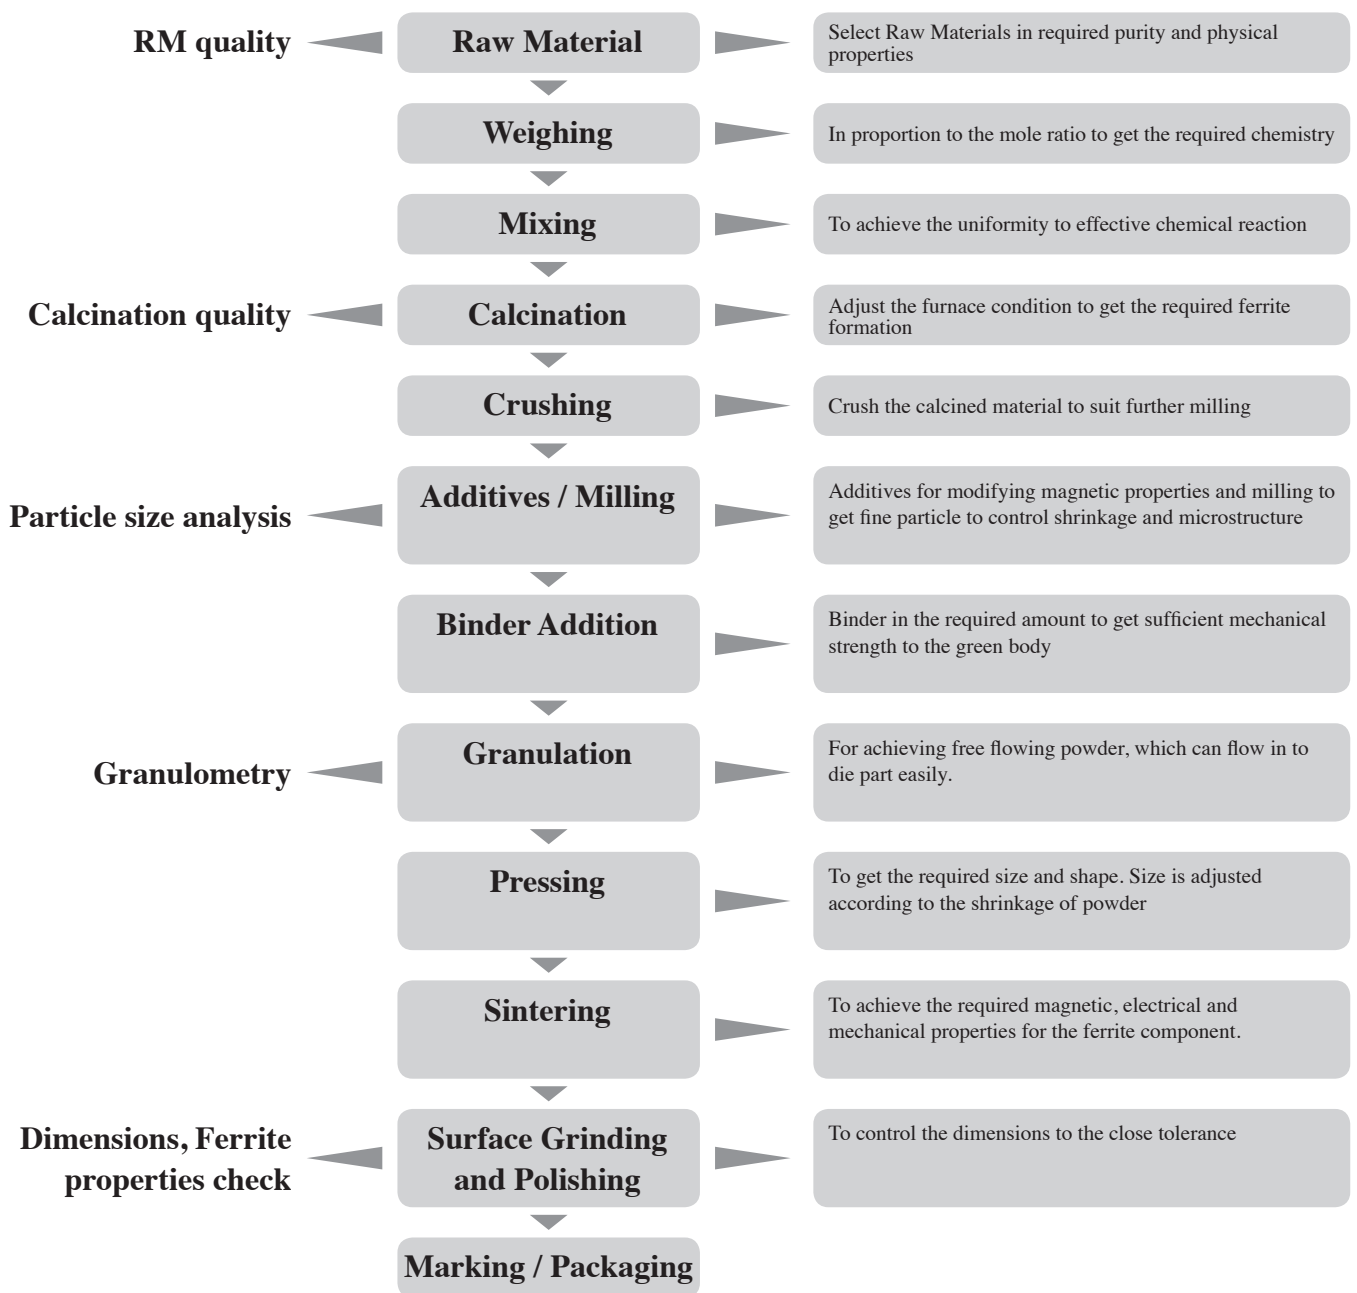 RM quality
Raw Material
Select Raw Materials in required purity and physical
properties
Weighing
In proportion to the mole ratio to get the required chemistry
Mixing
To achieve the uniformity to effective chemical reaction
Calcination quality
Calcination
Adjust the furnace condition to get the required ferrite
formation
Crushing
Crush the calcined material to suit further milling
Particle size analysis
Additives / Milling
Additives for modifying magnetic properties and milling to
get fine particle to control shrinkage and microstructure
Binder Addition
Binder in the required amount to get sufficient mechanical
strength to the green body
Granulometry
Granulation
For achieving free flowing powder, which can flow in to
die part easily.
Pressing
To get the required size and shape. Size is adjusted
according to the shrinkage of powder
Sintering
To achieve the required magnetic, electrical and
mechanical properties for the ferrite component.
Dimensions, Ferrite
properties check
Surface Grinding
and Polishing
To control the dimensions to the close tolerance
Marking / Packaging